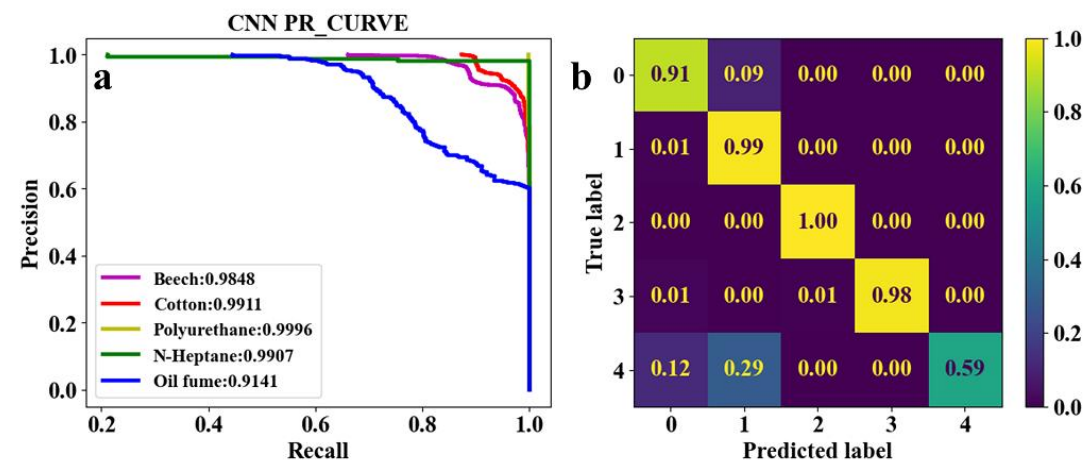 CNN PR_CURVE
a
1.0
0.8
0.6
0.4
0.2
0.0
Precision
Beech:0.9848
Cotton:0.9911
Polyurethane:0.9996
N-Heptane:0.9907
Oil fume:0.9141
0.2 0.4 0.6 0.8 1.0
Recall
b
True label
0 0.91 0.09 0.00 0.00 0.00
1 0.01 0.99 0.00 0.00 0.00
2 0.00 0.00 1.00 0.00 0.00
3 0.01 0.00 0.01 0.98 0.00
4 0.12 0.29 0.00 0.00 0.59
0 1 2 3 4
Predicted label
1.0
0.8
0.6
0.4
0.2
0.0